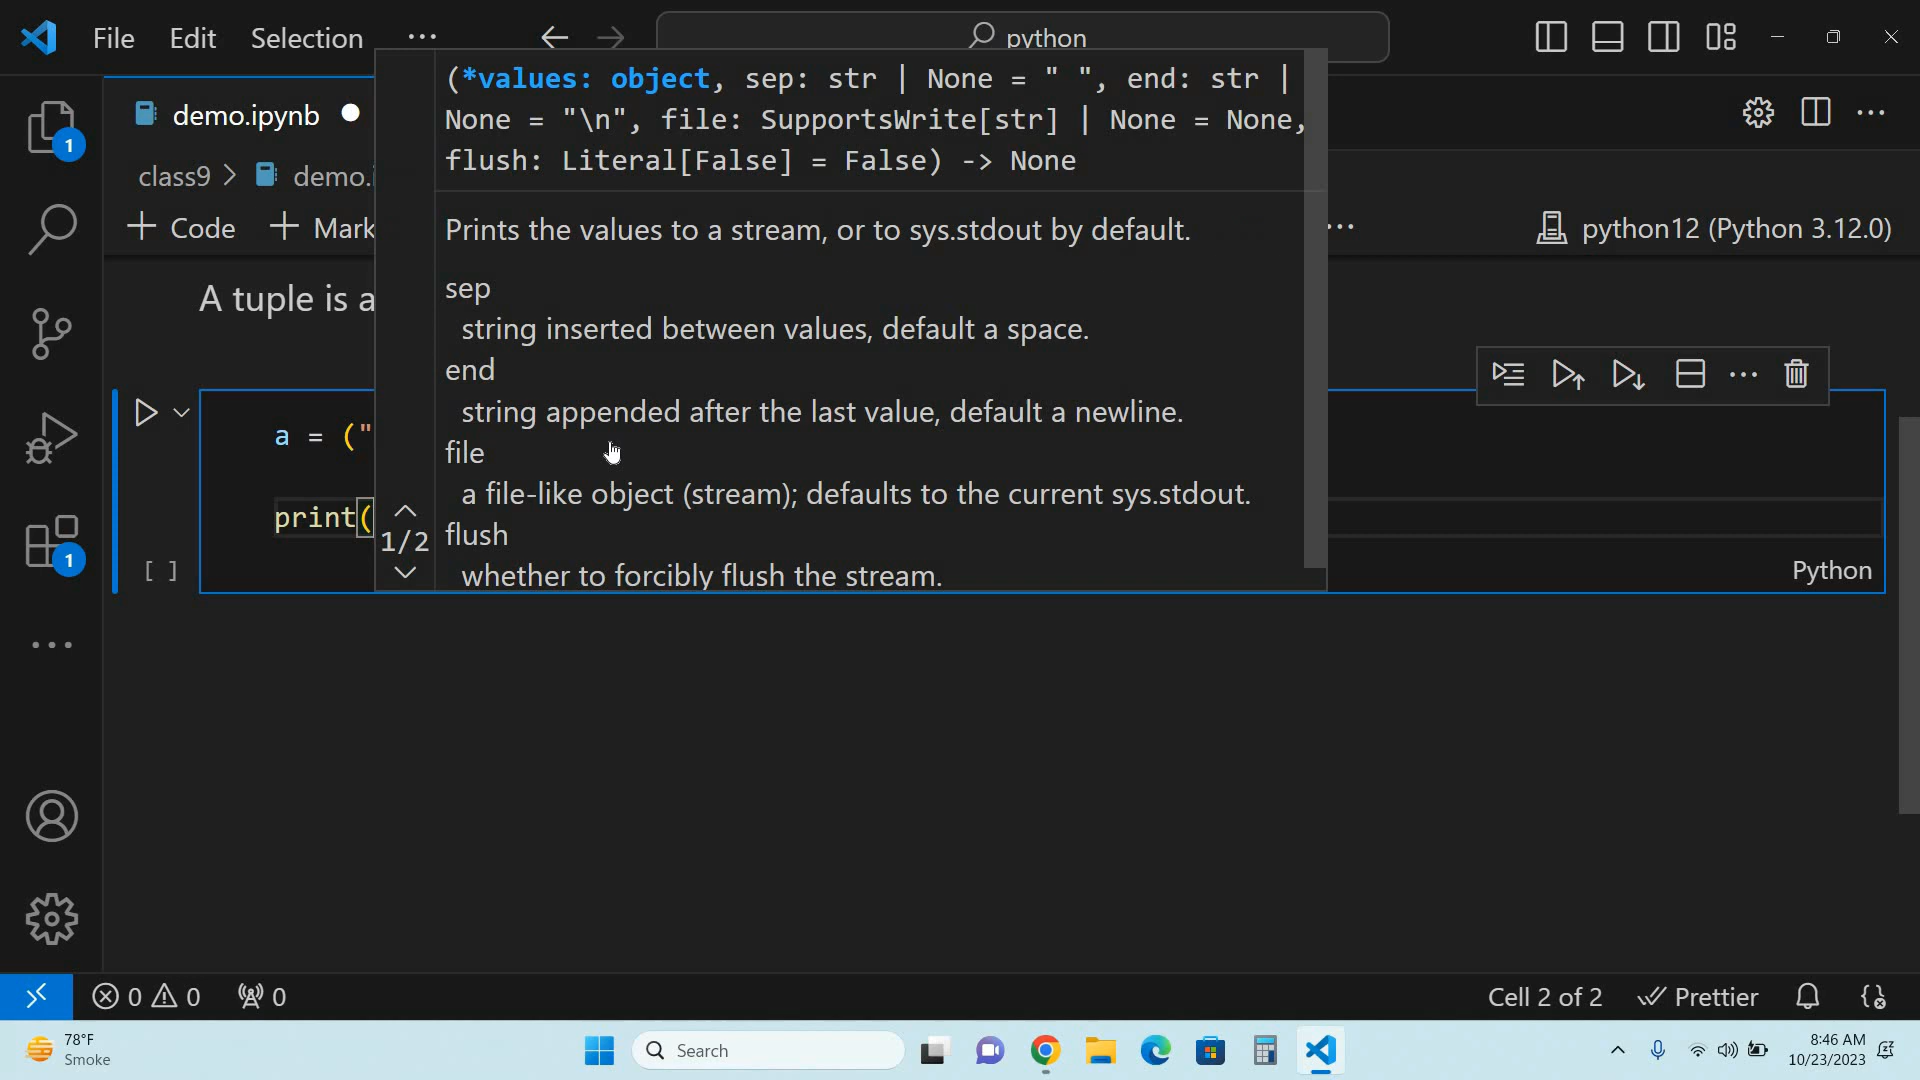 File Edit Selection ...
python
demo.ipynb
(*values: object, sep: str | None = " ", end: str |
None = "\n", file: SupportsWrite[str] | None = None,
flush: Literal[False] = False) -> None
1
class9 > demo.
+ Code + Mark
...
python12 (Python 3.12.0)
Prints the values to a stream, or to sys.stdout by default.
A tuple is a
sep
string inserted between values, default a space.
end
string appended after the last value, default a newline.
a = ("
file
a file-like object (stream); defaults to the current sys.stdout.
print(
1/2
flush
whether to forcibly flush the stream.
1
[ ]
Python
0 0 0
Cell 2 of 2 Prettier
78°F
Smoke
Search
8:46 AM
10/23/2023